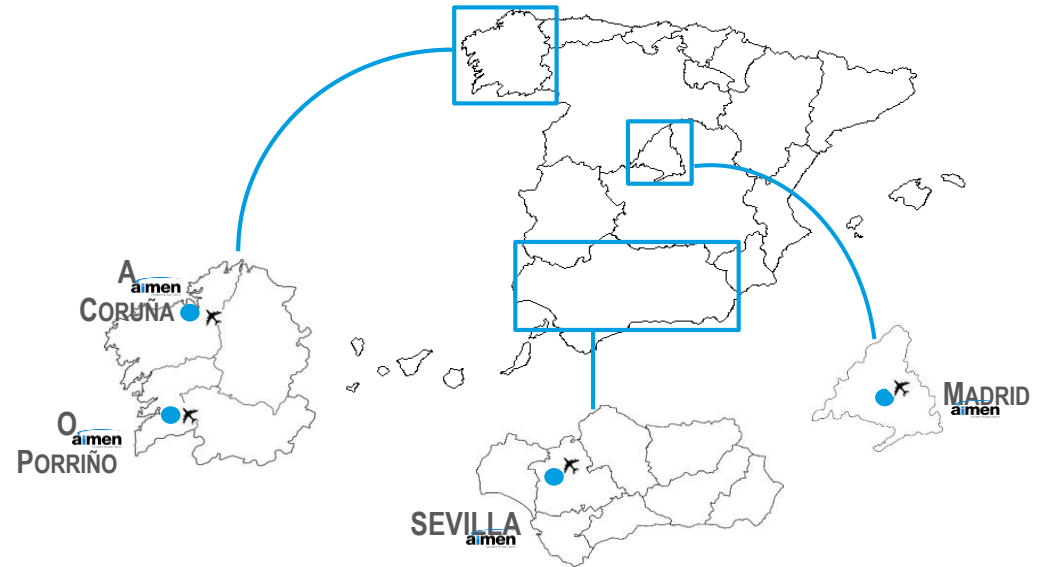 A
aimen
CORUÑA
O
aimen
PORRIÑO
SEVILLA
aimen
MADRID
aimen